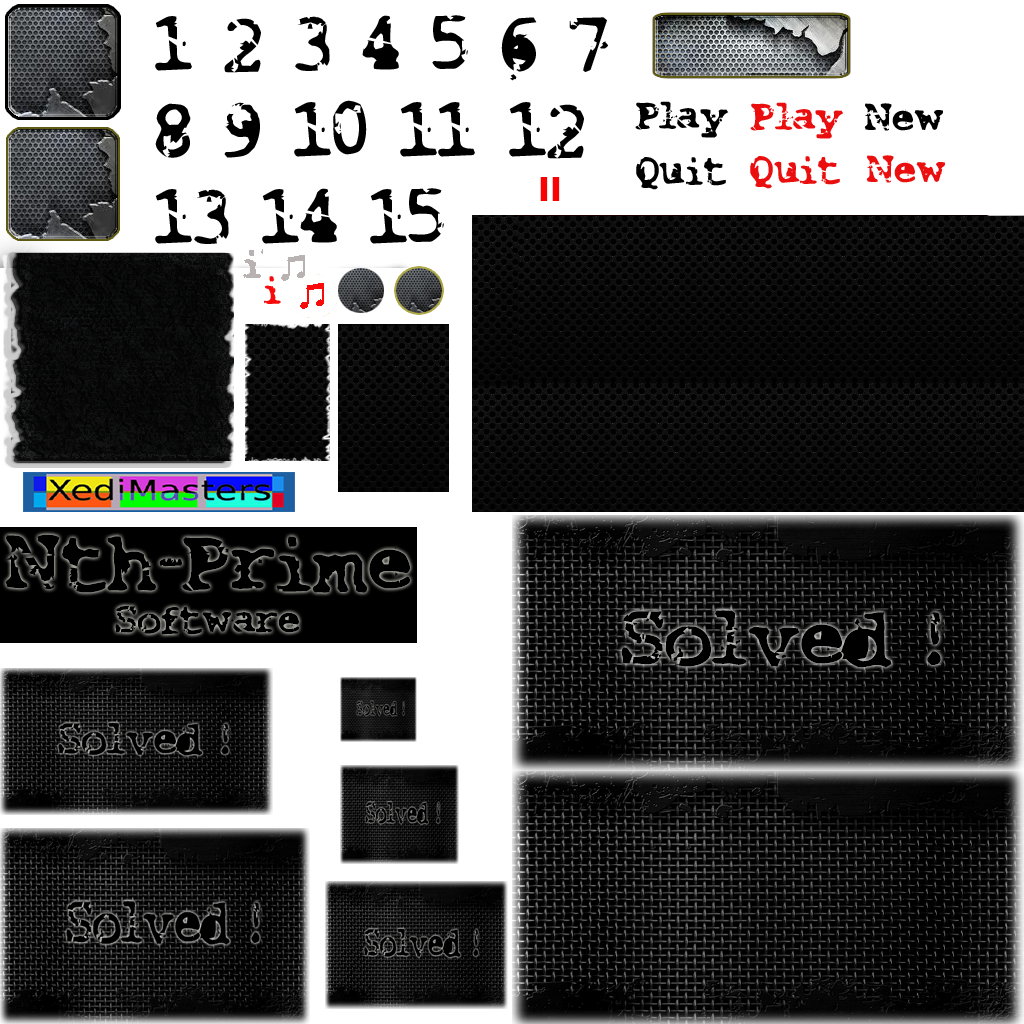 1 2 3 4 5 6 7
8 9 10 11 12
13 14 15
Play Play New
Quit Quit New
i ♫
i ♫
XediMasters
Nth-Prime
Software
Solved !
Solved !
Solved !
Solved !
Solved !
Solved !